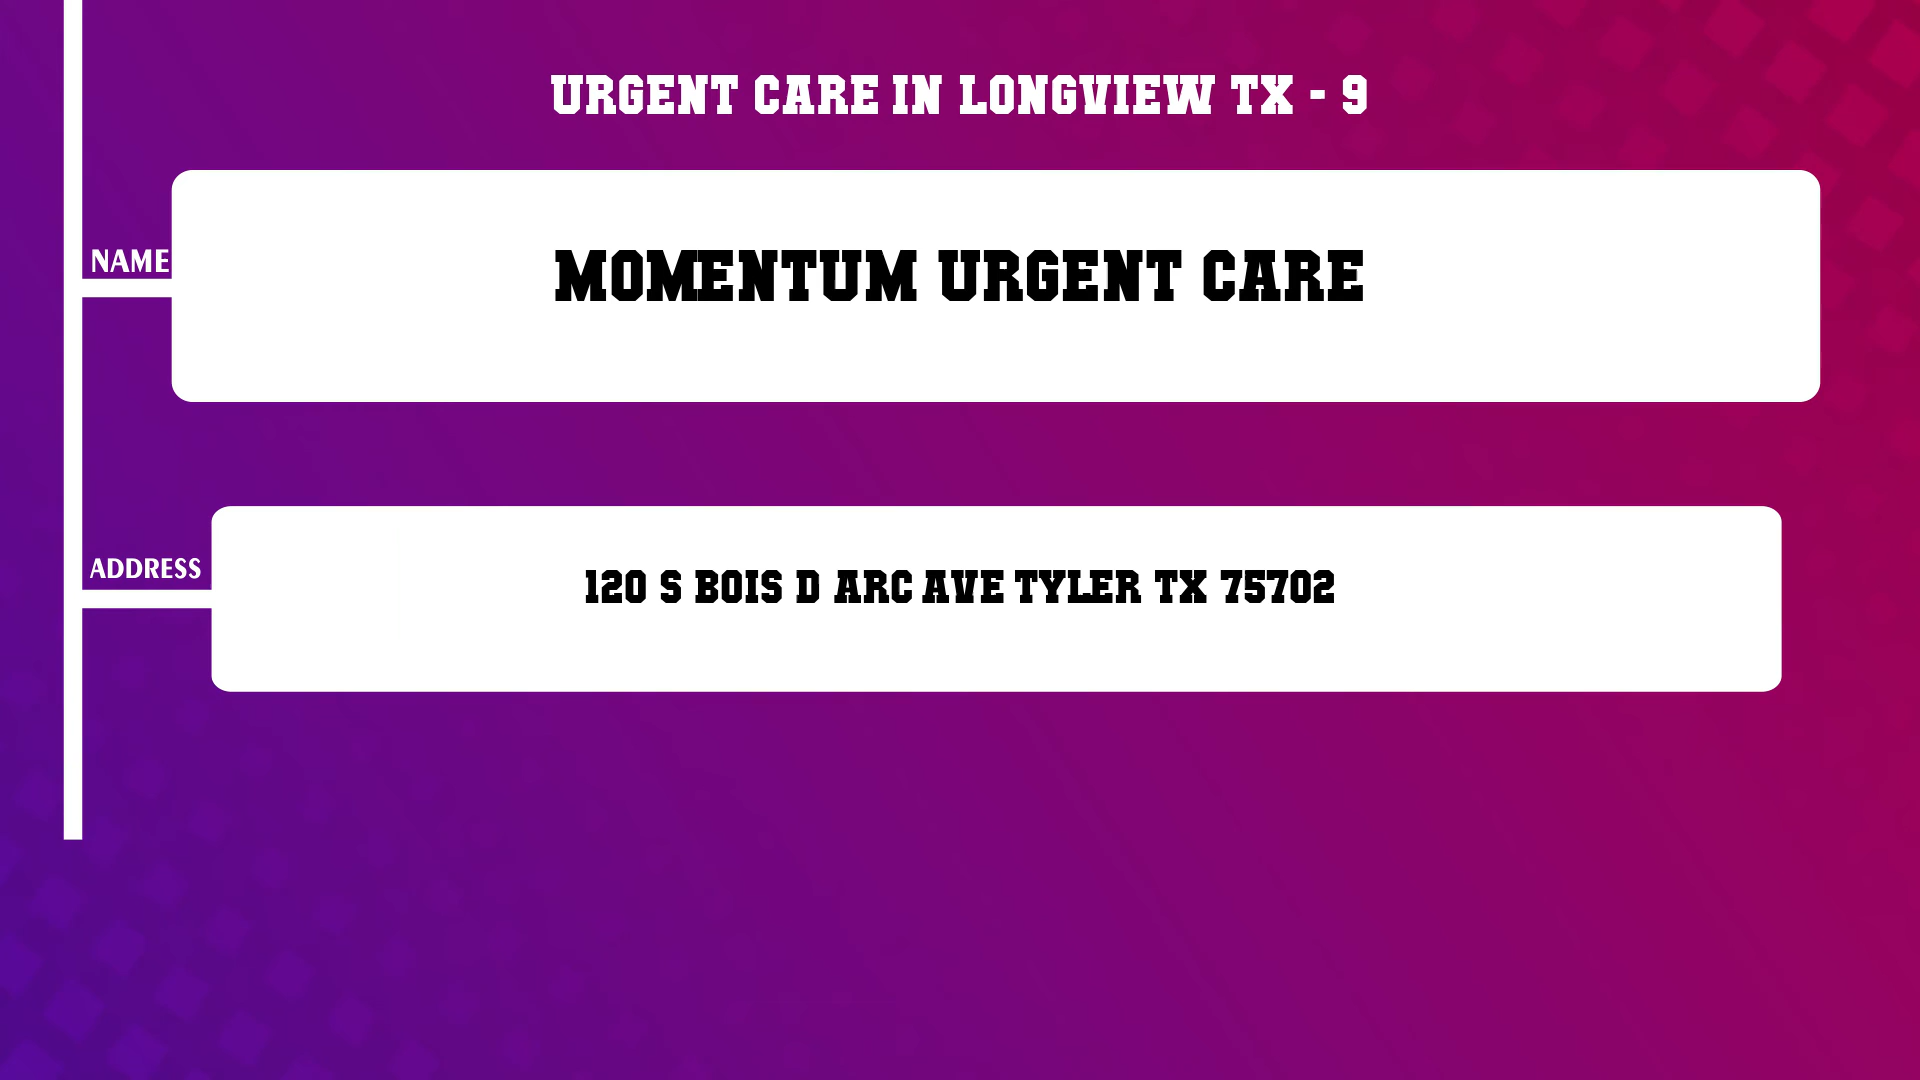 URGENT CARE IN LONGVIEW TX - 9
NAME
MOMENTUM URGENT CARE
ADDRESS
120 S BOIS D ARC AVE TYLER TX 75702